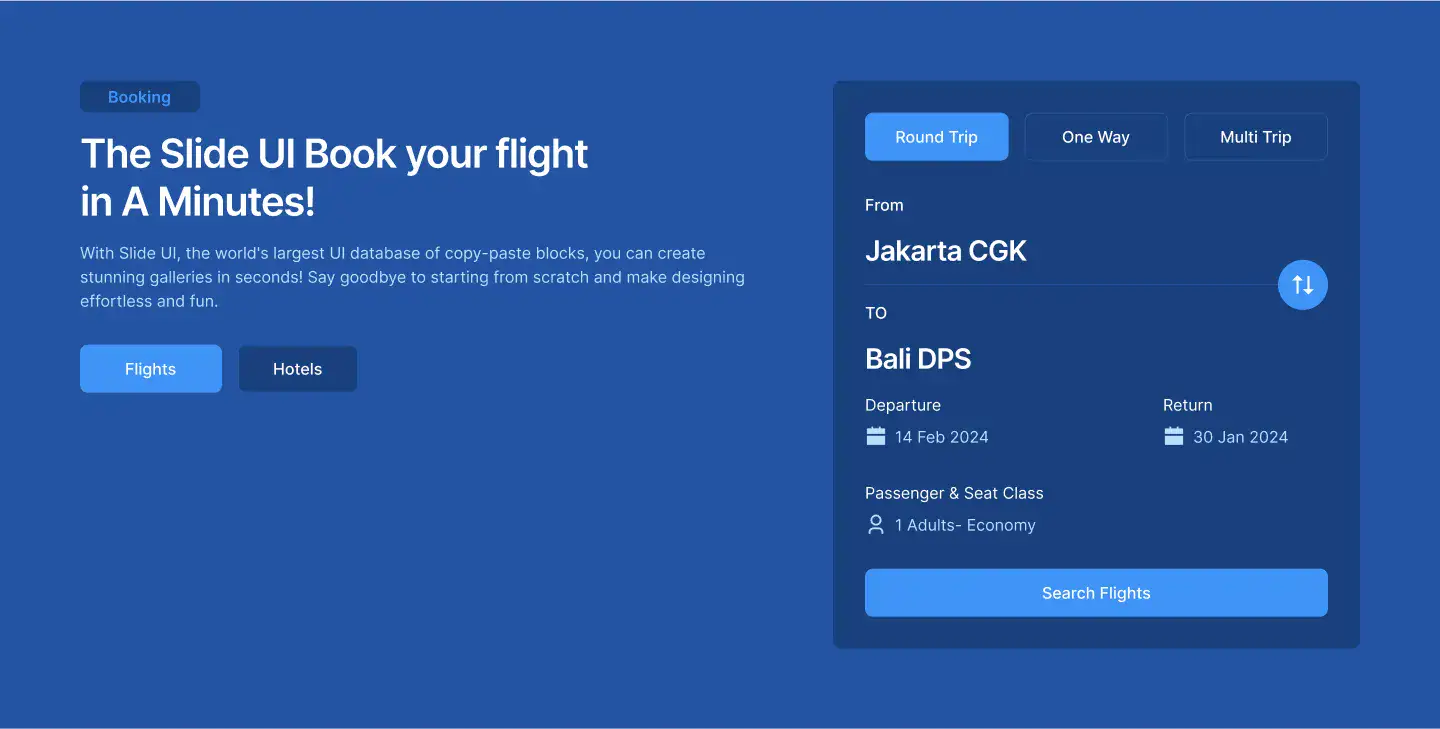 Booking
The Slide UI Book your flight
in A Minutes!
With Slide UI, the world's largest UI database of copy-paste blocks, you can create
stunning galleries in seconds! Say goodbye to starting from scratch and make designing
effortless and fun.
Flights
Hotels
Round Trip
One Way
Multi Trip
From
Jakarta CGK
TO
Bali DPS
Departure
14 Feb 2024
Return
30 Jan 2024
Passenger & Seat Class
1 Adults- Economy
Search Flights